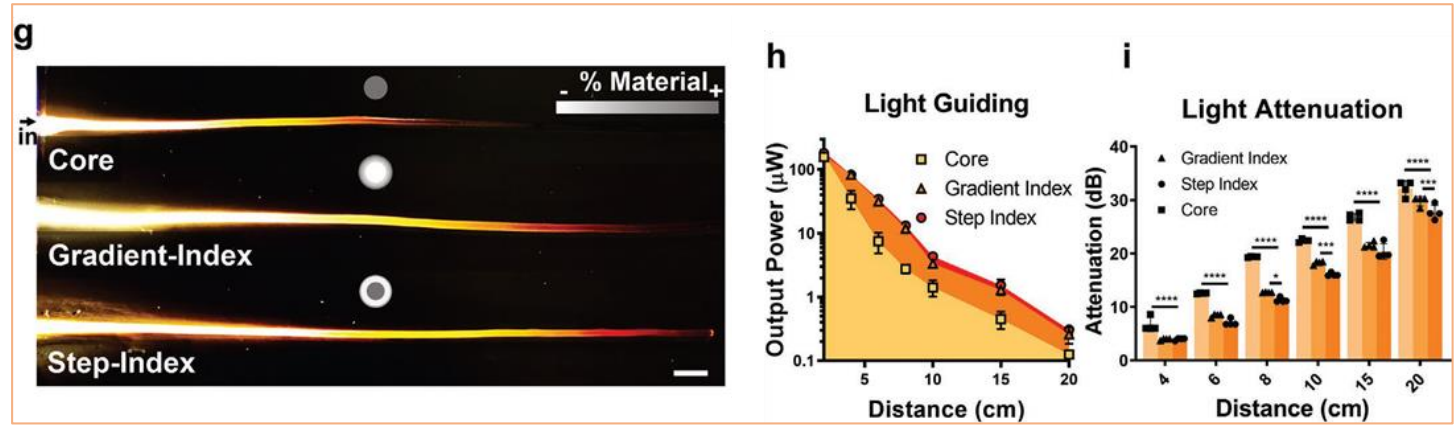 g
- % Material +
in
Core
Gradient-Index
Step-Index
h
Light Guiding
Core
Gradient Index
Step Index
Output Power (μW)
100
10
1
0.1
5 10 15 20
Distance (cm)
i
Light Attenuation
Gradient Index
Step Index
Core
Attenuation (dB)
40
30
20
10
0
****
****
****
*
****
***
****
****
***
4 6 8 10 15 20
Distance (cm)